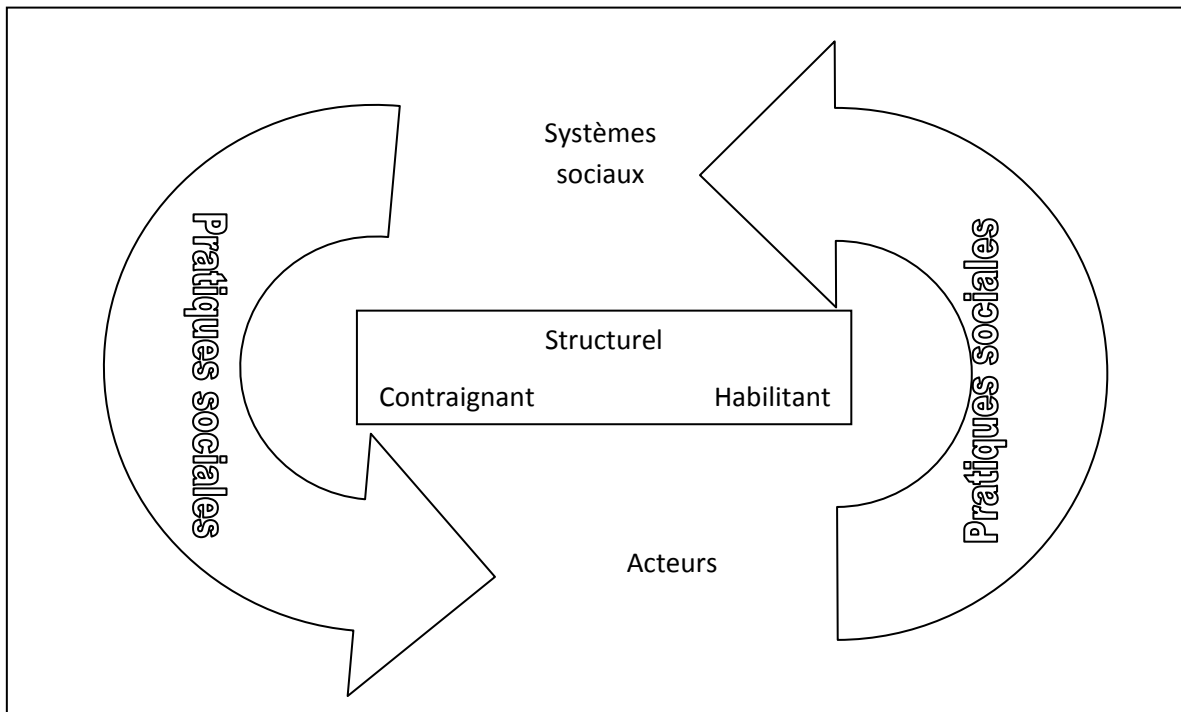 Systèmes
sociaux
Pratiques sociales
Pratiques sociales
Structurel
Contraignant Habilitant
Acteurs